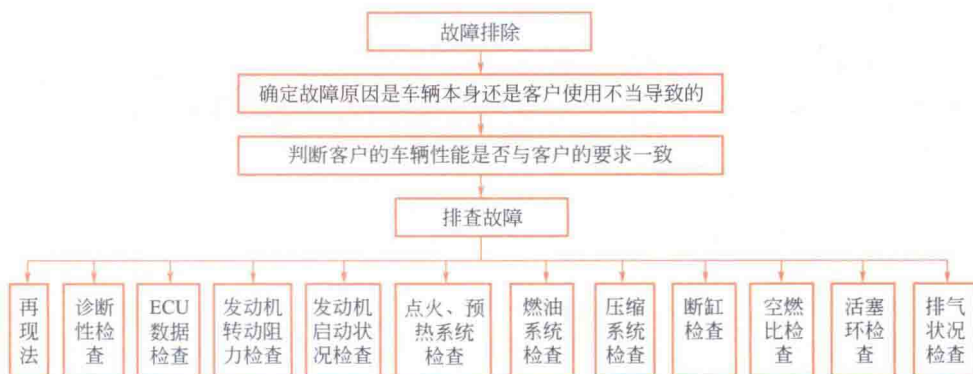 故障排除
确定故障原因是车辆本身还是客户使用不当导致的
判断客户的车辆性能是否与客户的要求一致
排查故障
再
现
法
诊断
性检
查
ECU
数据
检查
发动机
转动阻
力检查
发动机
启动状
况检查
点火、预
热系统
检查
燃油
系统
检查
压缩
系统
检查
断缸
检查
空燃
比检
查
活塞
环检
查
排气
状况
检查